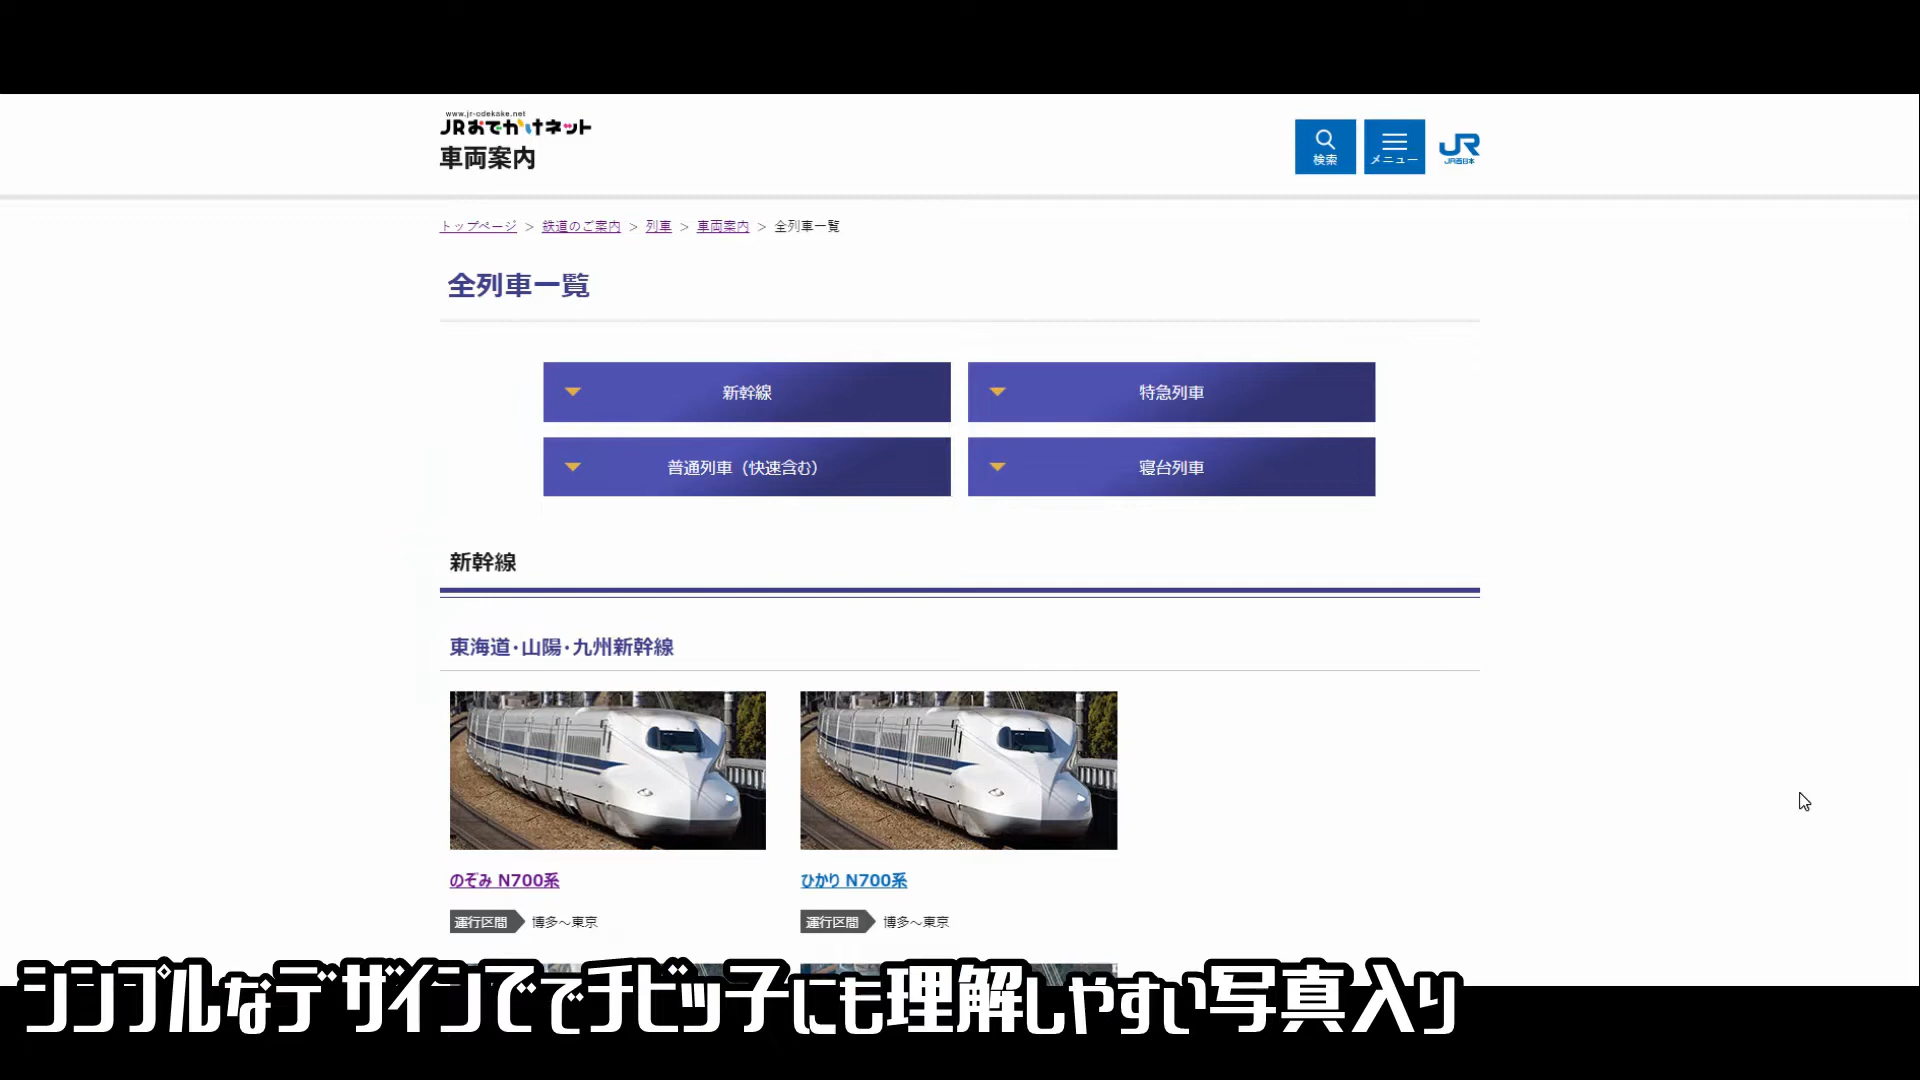 www.jr-odekake.net
JRおでかけネット
車両案内
検索
メニュー
JR
JR西日本
トップページ > 鉄道のご案内 > 列車 > 車両案内 > 全列車一覧
全列車一覧
新幹線
特急列車
普通列車（快速含む）
寝台列車
新幹線
東海道・山陽・九州新幹線
のぞみ N700系
ひかり N700系
運行区間 博多～東京
運行区間 博多～東京
シンプルなデザインででチビッ子にも理解しやすい写真入り